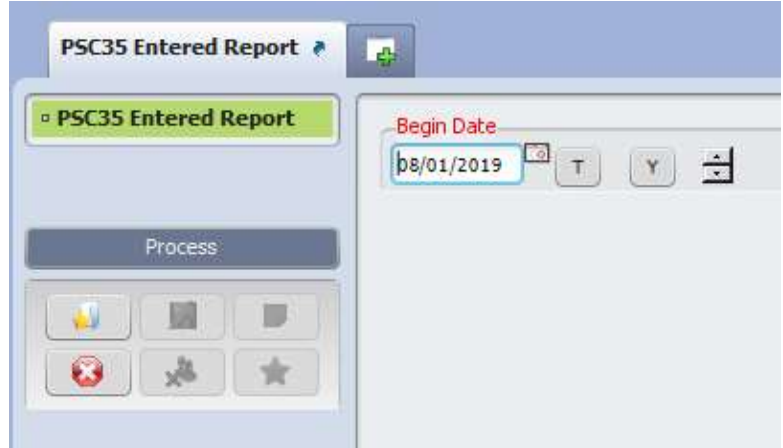 PSC35 Entered Report
PSC35 Entered Report
Begin Date
08/01/2019
T
Y
Process